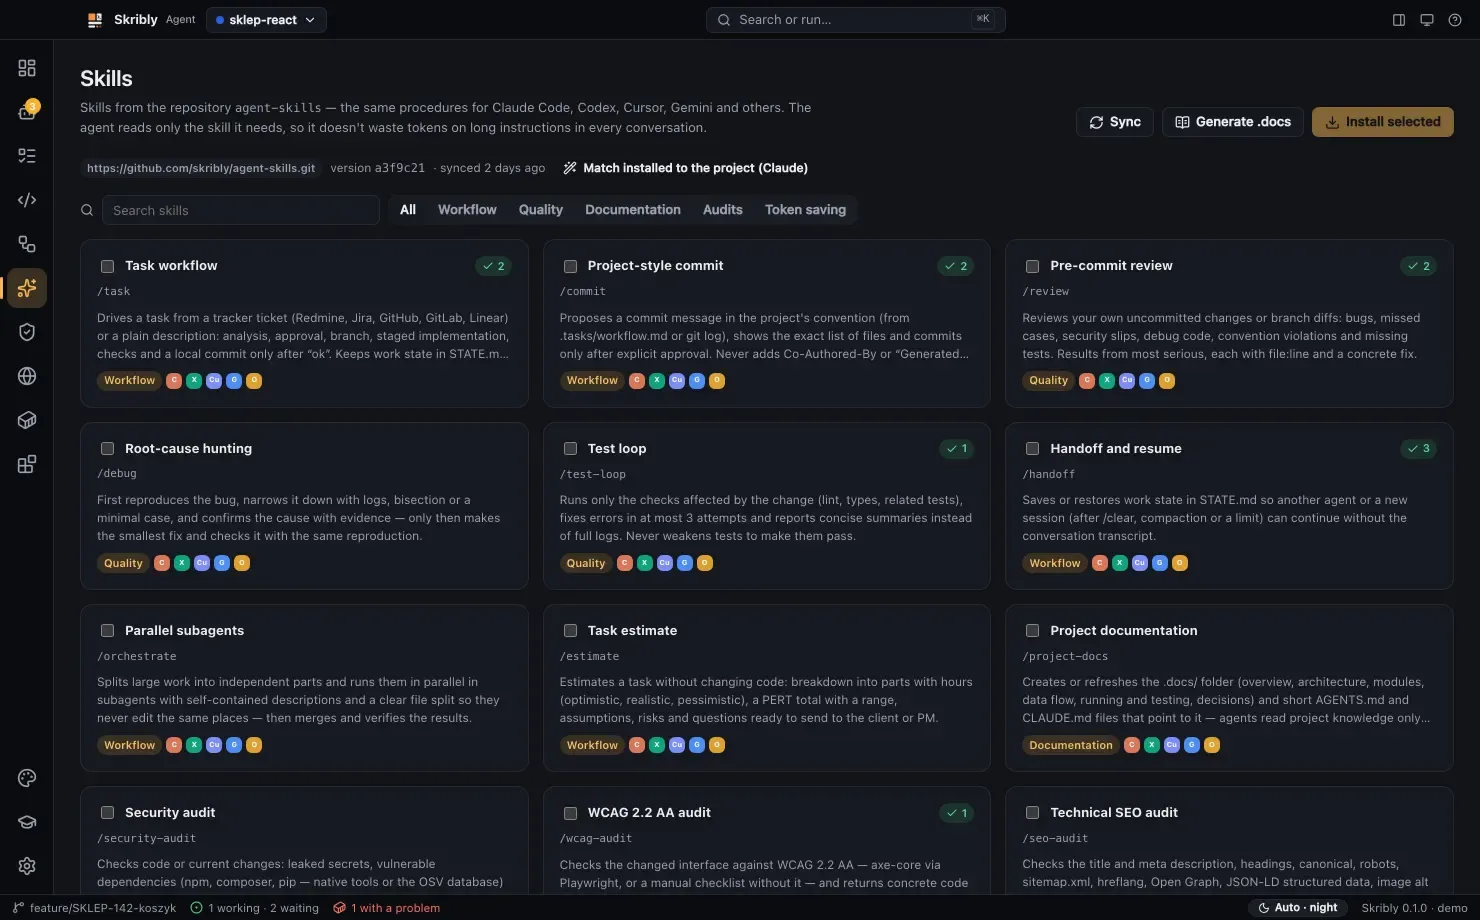 Skribly Agent sklep-react Search or run... ⌘K
3
Skills
Skills from the repository agent-skills — the same procedures for Claude Code, Codex, Cursor, Gemini and others. The
agent reads only the skill it needs, so it doesn't waste tokens on long instructions in every conversation.
Sync Generate .docs Install selected
https://github.com/skribly/agent-skills.git version a3f9c21 · synced 2 days ago Match installed to the project (Claude)
Search skills All Workflow Quality Documentation Audits Token saving
Task workflow ✓ 2
/task
Drives a task from a tracker ticket (Redmine, Jira, GitHub, GitLab, Linear)
or a plain description: analysis, approval, branch, staged implementation,
checks and a local commit only after “ok”. Keeps work state in STATE.m...
Workflow C X Cu G O
Project-style commit ✓ 2
/commit
Proposes a commit message in the project's convention (from
.tasks/workflow.md or git log), shows the exact list of files and commits
only after explicit approval. Never adds Co-Authored-By or “Generated...
Workflow C X Cu G O
Pre-commit review ✓ 2
/review
Reviews your own uncommitted changes or branch diffs: bugs, missed
cases, security slips, debug code, convention violations and missing
tests. Results from most serious, each with file:line and a concrete fix.
Quality C X Cu G O
Root-cause hunting
/debug
First reproduces the bug, narrows it down with logs, bisection or a
minimal case, and confirms the cause with evidence — only then makes
the smallest fix and checks it with the same reproduction.
Quality C X Cu G O
Test loop ✓ 1
/test-loop
Runs only the checks affected by the change (lint, types, related tests),
fixes errors in at most 3 attempts and reports concise summaries instead
of full logs. Never weakens tests to make them pass.
Quality C X Cu G O
Handoff and resume ✓ 3
/handoff
Saves or restores work state in STATE.md so another agent or a new
session (after /clear, compaction or a limit) can continue without the
conversation transcript.
Workflow C X Cu G O
Parallel subagents
/orchestrate
Splits large work into independent parts and runs them in parallel in
subagents with self-contained descriptions and a clear file split so they
never edit the same places — then merges and verifies the results.
Workflow C X Cu G O
Task estimate
/estimate
Estimates a task without changing code: breakdown into parts with hours
(optimistic, realistic, pessimistic), a PERT total with a range,
assumptions, risks and questions ready to send to the client or PM.
Workflow C X Cu G O
Project documentation
/project-docs
Creates or refreshes the .docs/ folder (overview, architecture, modules,
data flow, running and testing, decisions) and short AGENTS.md and
CLAUDE.md files that point to it — agents read project knowledge only...
Documentation C X Cu G O
Security audit
/security-audit
Checks code or current changes: leaked secrets, vulnerable
dependencies (npm, composer, pip — native tools or the OSV database)
WCAG 2.2 AA audit ✓ 1
/wcag-audit
Checks the changed interface against WCAG 2.2 AA — axe-core via
Playwright, or a manual checklist without it — and returns concrete code
Technical SEO audit
/seo-audit
Checks the title and meta description, headings, canonical, robots,
sitemap.xml, hreflang, Open Graph, JSON-LD structured data, image alt
feature/SKLEP-142-koszyk 1 working · 2 waiting 1 with a problem Auto · night Skribly 0.1.0 · demo